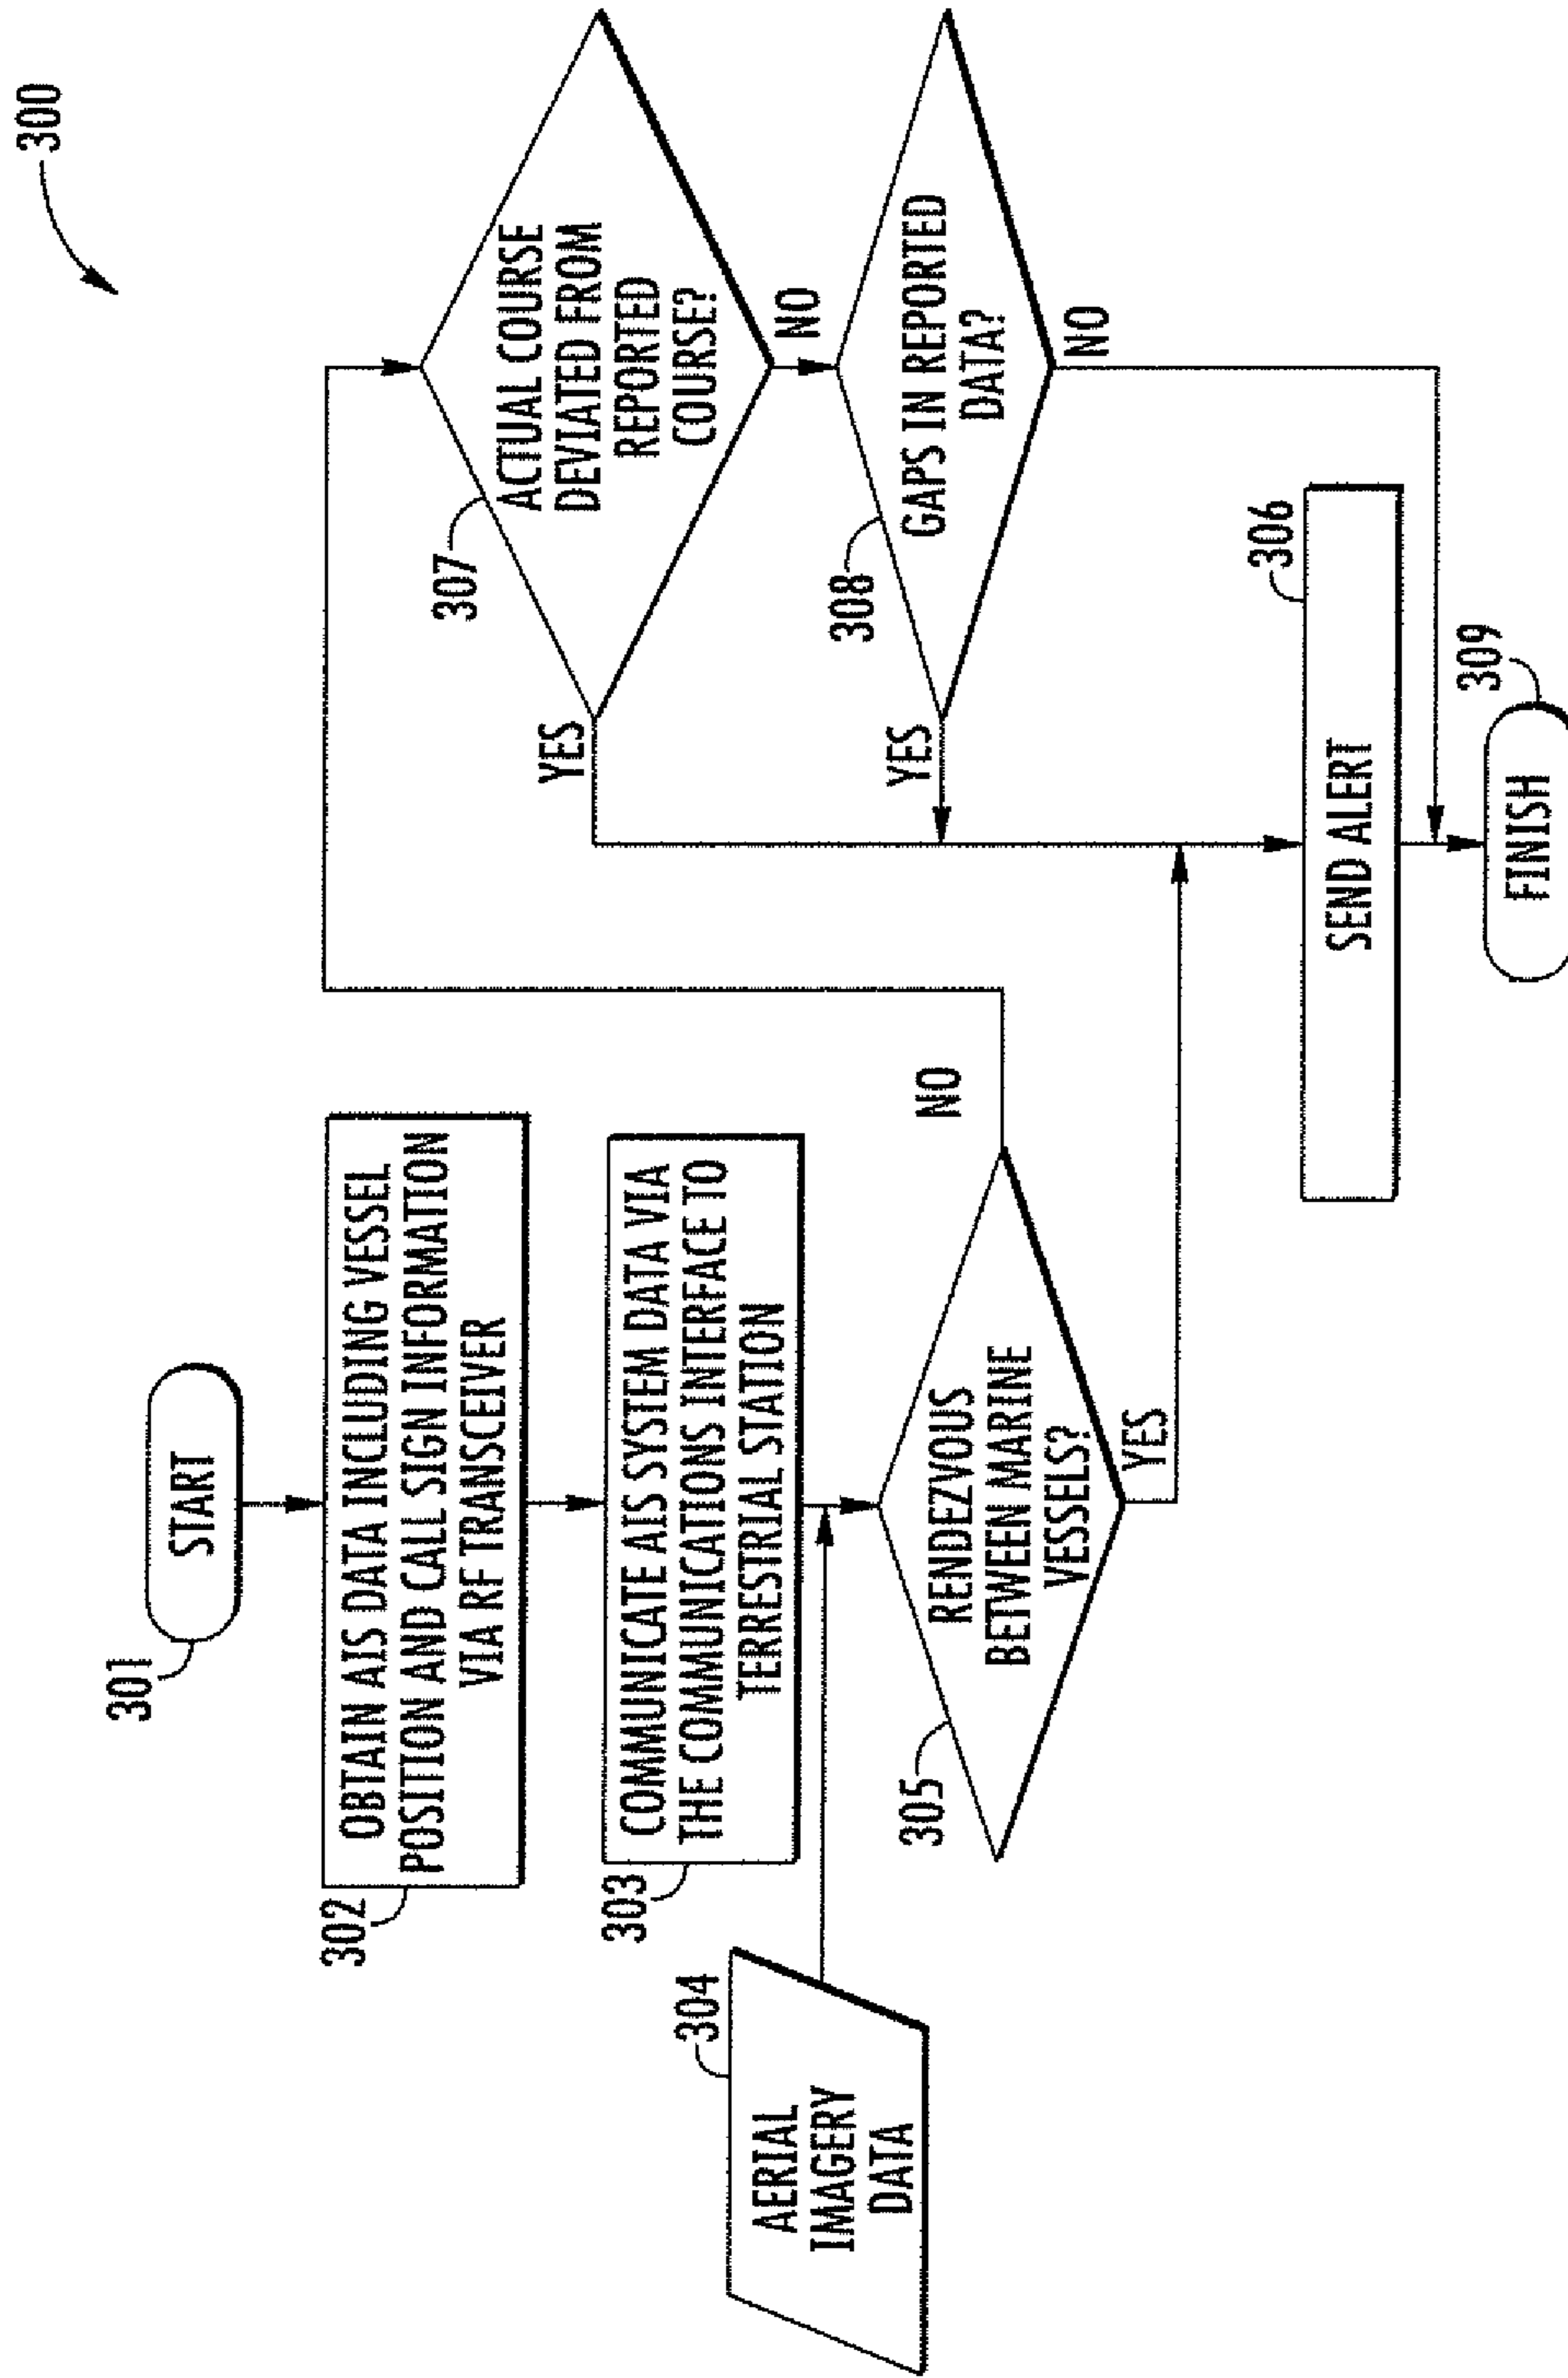 300
301
START
302
OBTAIN AIS DATA INCLUDING VESSEL
POSITION AND CALL SIGN INFORMATION
VIA RF TRANSCEIVER
303
COMMUNICATE AIS SYSTEM DATA VIA
THE COMMUNICATIONS INTERFACE TO
TERRESTRIAL STATION
304
AERIAL
IMAGERY
DATA
305
RENDEZVOUS
BETWEEN MARINE
VESSELS?
NO
YES
307
ACTUAL COURSE
DEVIATED FROM
REPORTED
COURSE?
YES
NO
308
GAPS IN REPORTED
DATA?
YES
NO
306
SEND ALERT
309
FINISH